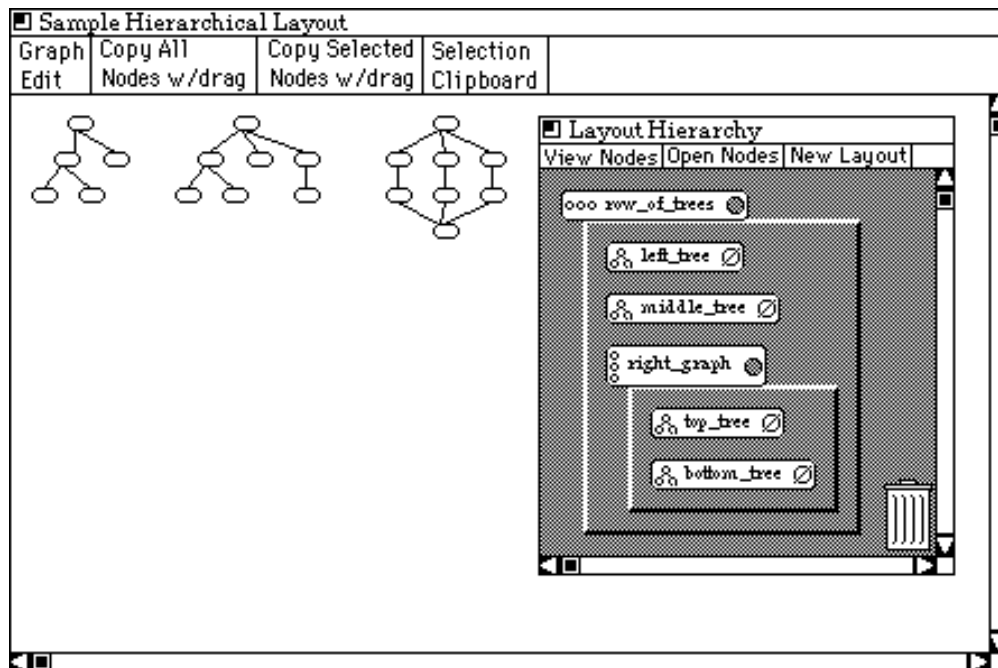 Sample Hierarchical Layout
Graph Copy All Copy Selected Selection
Edit Nodes w/drag Nodes w/drag Clipboard
Layout Hierarchy
View Nodes Open Nodes New Layout
row_of_trees
left_tree
middle_tree
right_graph
top_tree
bottom_tree